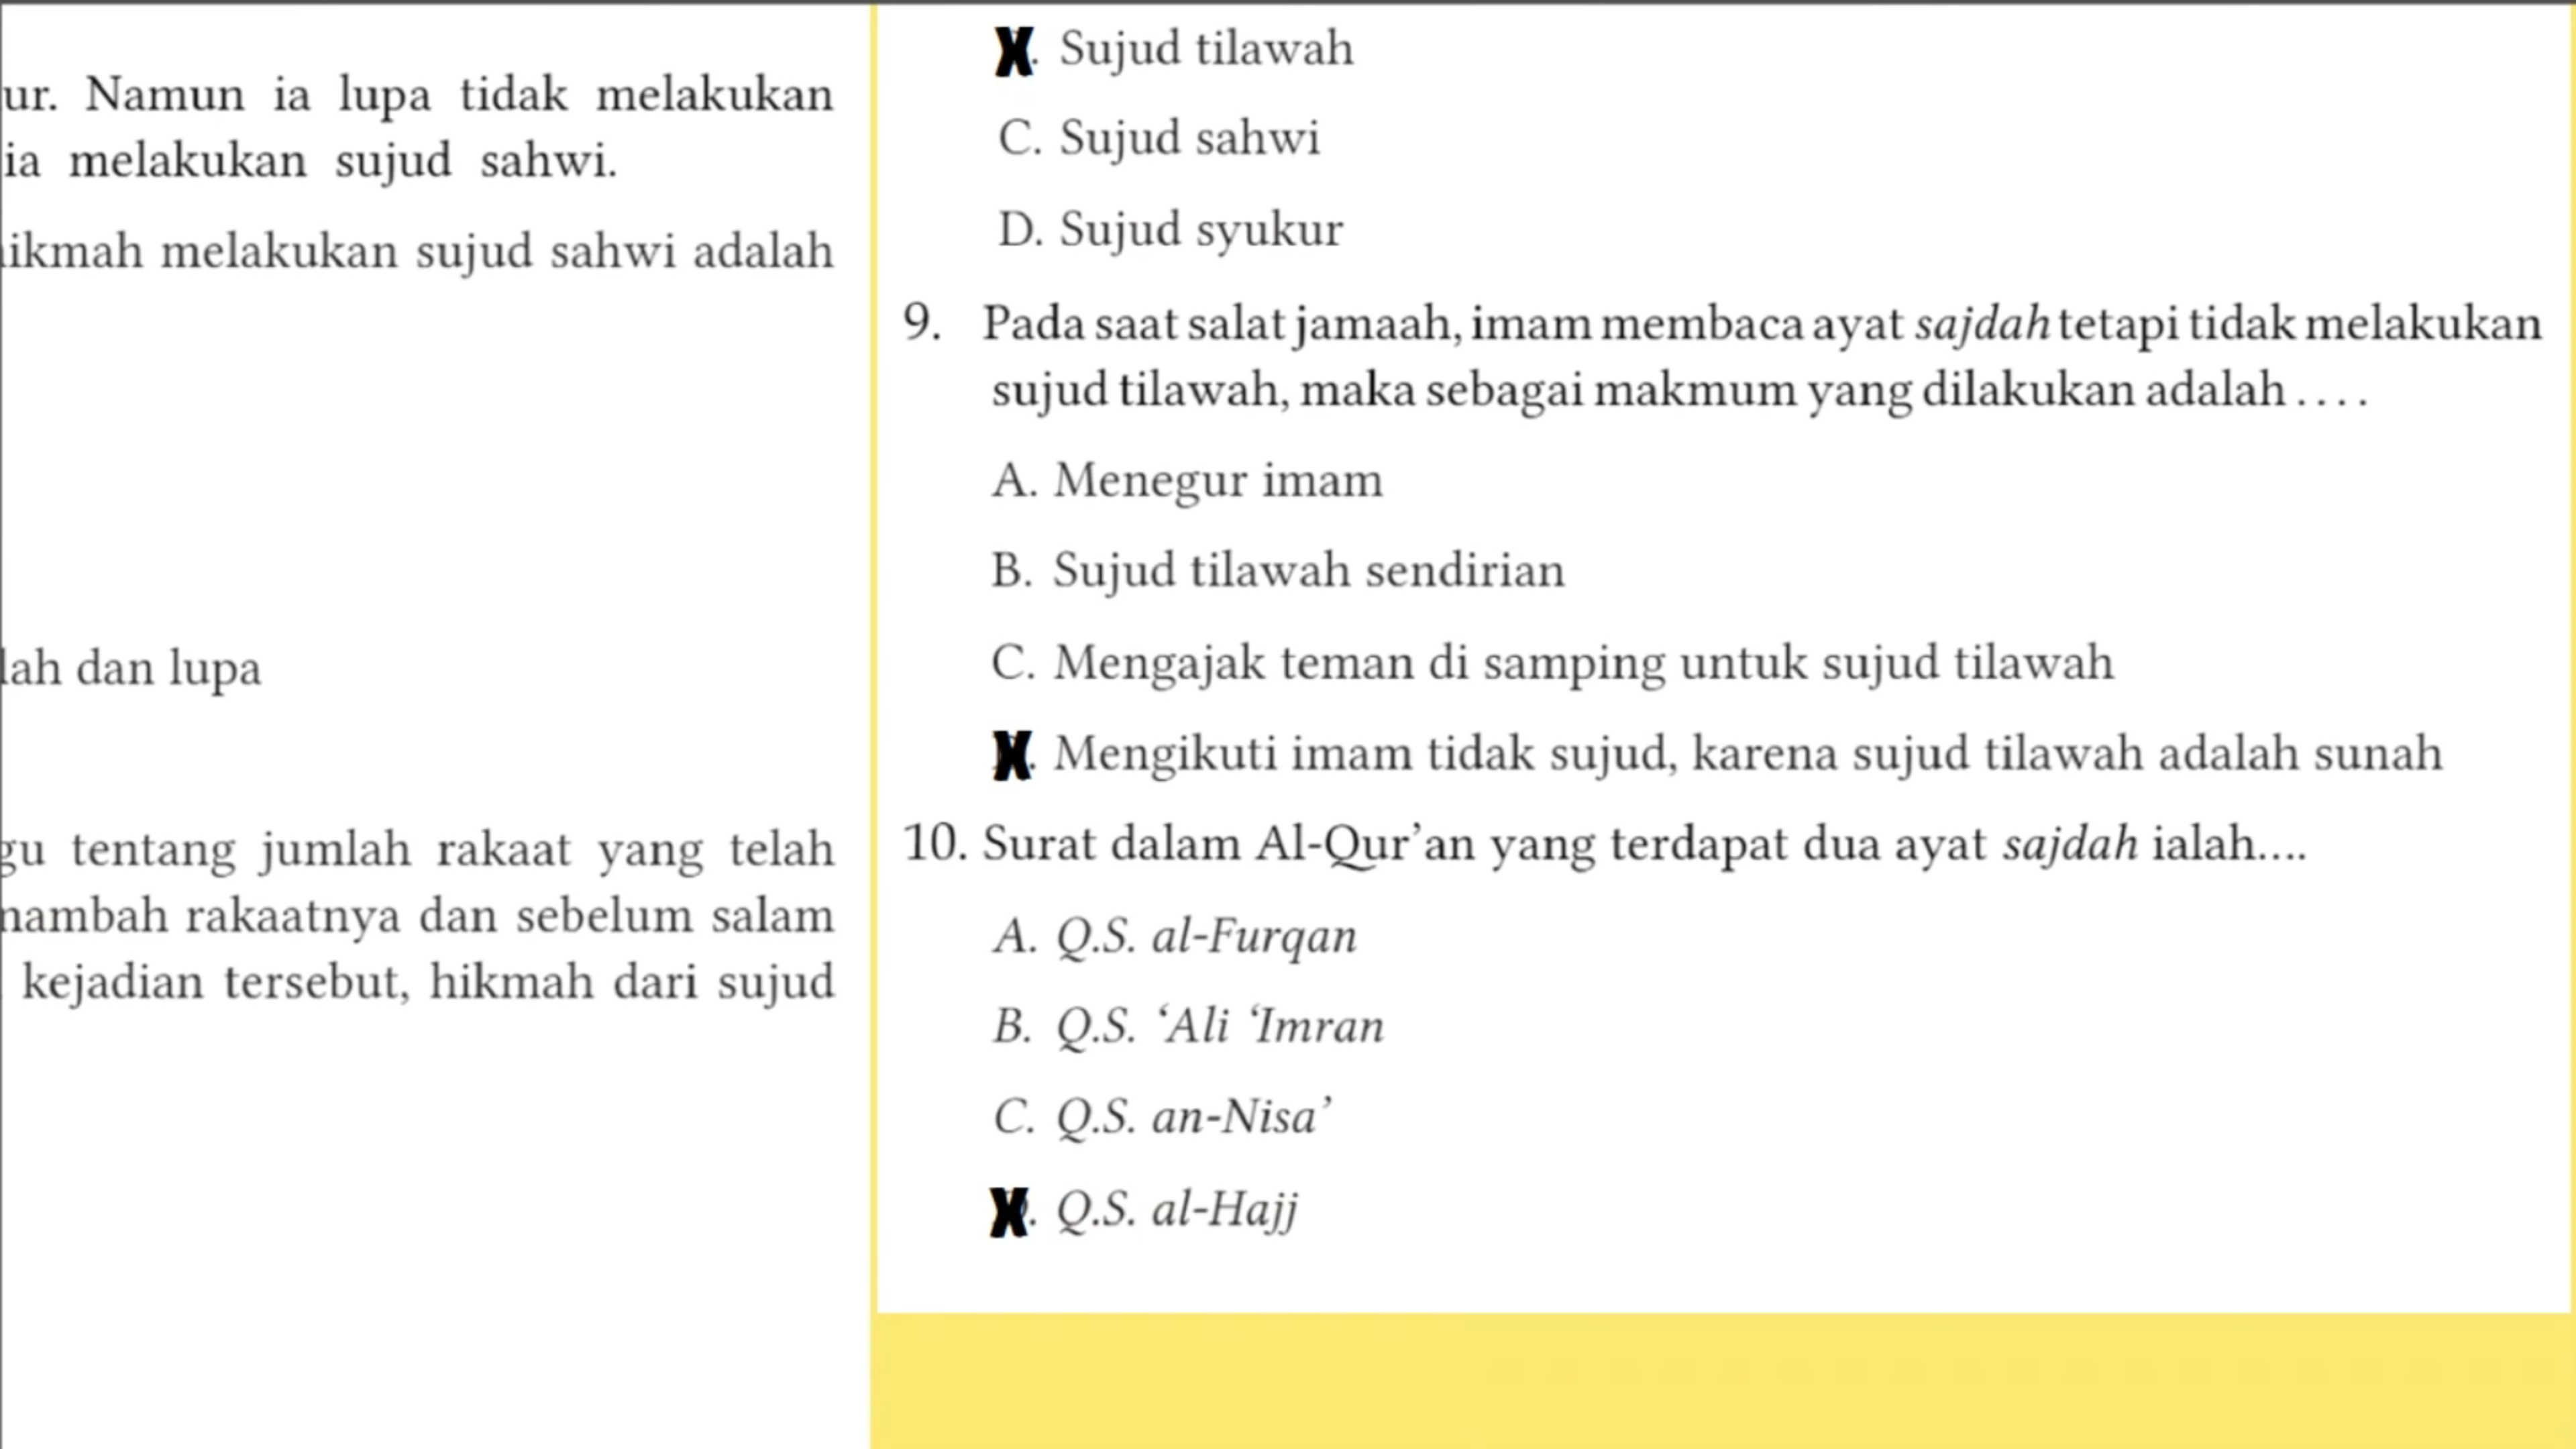 ur. Namun ia lupa tidak melakukan
ia melakukan sujud sahwi.
hikmah melakukan sujud sahwi adalah
lah dan lupa
gu tentang jumlah rakaat yang telah
nambah rakaatnya dan sebelum salam
kejadian tersebut, hikmah dari sujud
X. Sujud tilawah
C. Sujud sahwi
D. Sujud syukur
9. Pada saat salat jamaah, imam membaca ayat sajdah tetapi tidak melakukan
sujud tilawah, maka sebagai makmum yang dilakukan adalah . . . .
A. Menegur imam
B. Sujud tilawah sendirian
C. Mengajak teman di samping untuk sujud tilawah
X. Mengikuti imam tidak sujud, karena sujud tilawah adalah sunah
10. Surat dalam Al-Qur’an yang terdapat dua ayat sajdah ialah....
A. Q.S. al-Furqan
B. Q.S. ‘Ali ‘Imran
C. Q.S. an-Nisa’
X. Q.S. al-Hajj